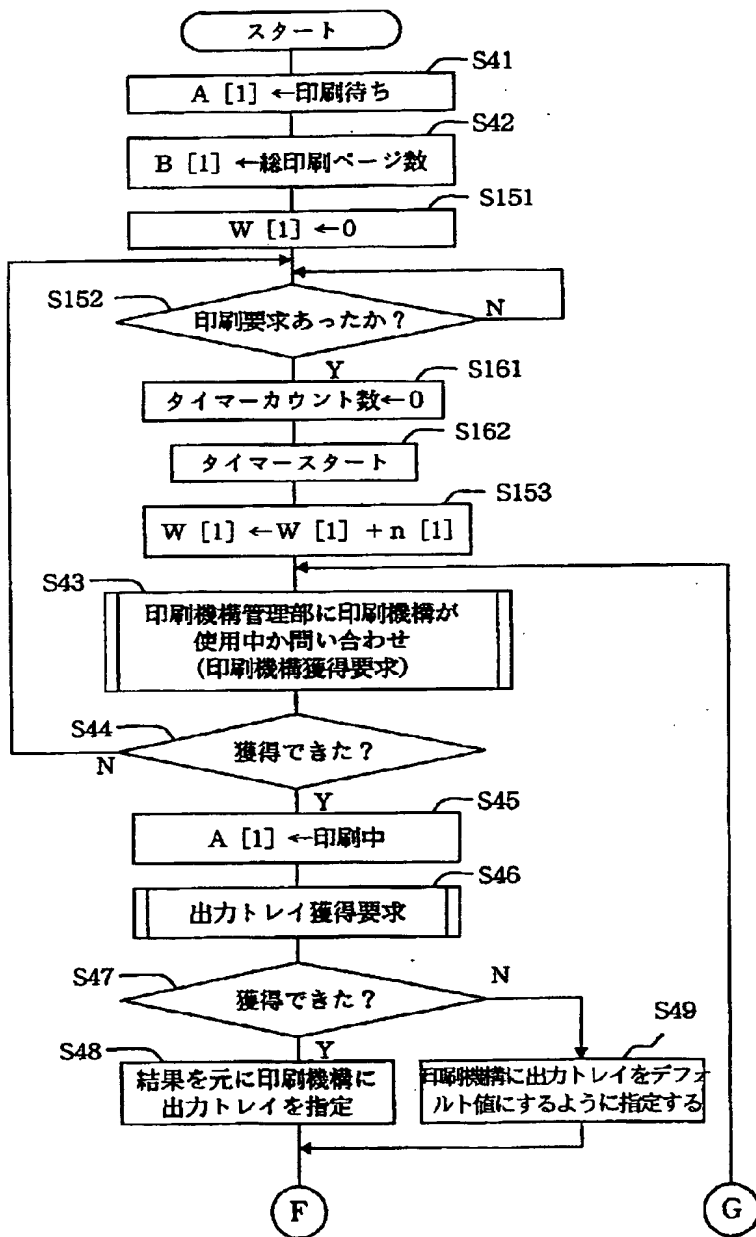 スタート
S41
A [1] ←印刷待ち
S42
B [1] ←総印刷ページ数
S151
W [1] ←0
S152
印刷要求あったか？
N
Y
S161
タイマーカウント数←0
S162
タイマースタート
S153
W [1] ←W [1] +n [1]
S43
印刷機構管理部に印刷機構が
使用中か問い合わせ
(印刷機構獲得要求)
S44
獲得できた？
N
Y
S45
A [1] ←印刷中
S46
出力トレイ獲得要求
S47
獲得できた？
N
Y
S48
結果を元に印刷機構に
出力トレイを指定
S49
印刷機構に出力トレイをデフォ
ルト値にするように指定する
F
G